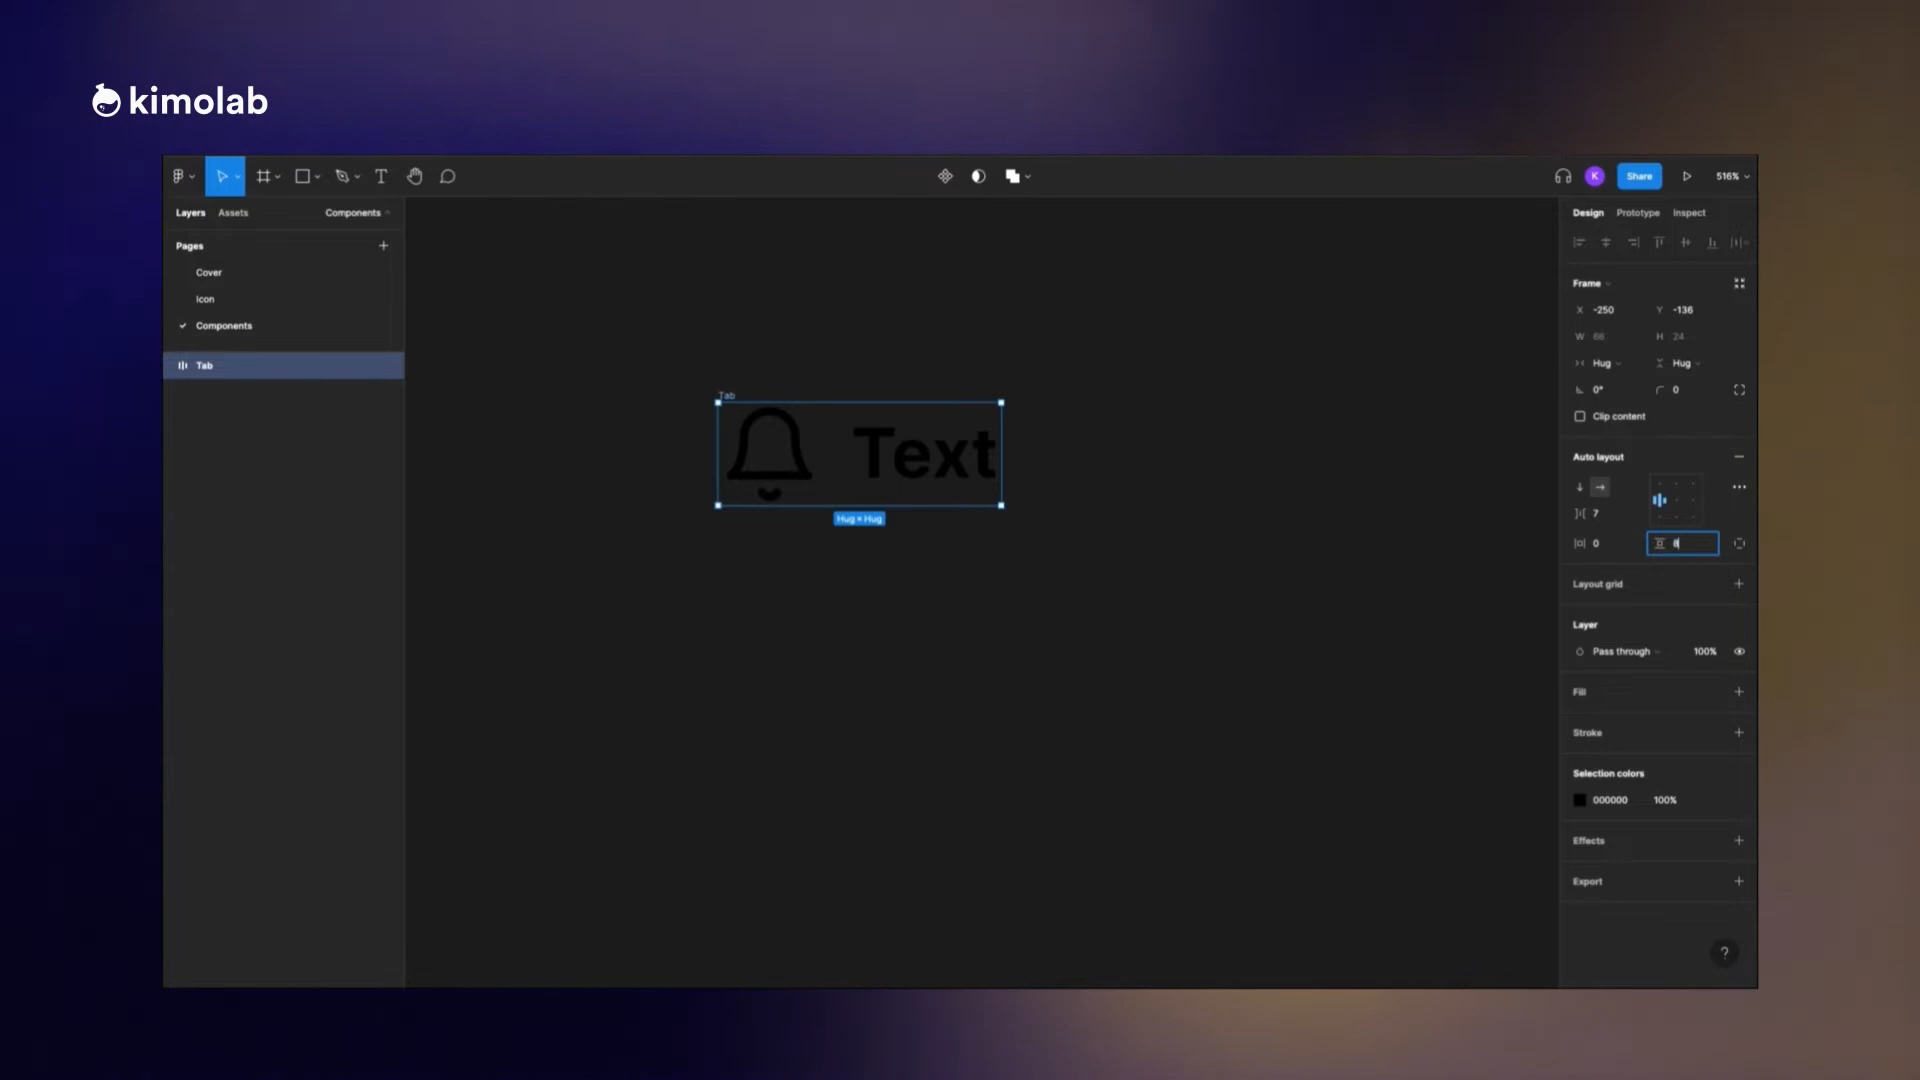 kimolab
K
Share
516%
Layers
Assets
Components
Pages
Cover
Icon
Components
Tab
Tab
Text
Hug × Hug
Design
Prototype
Inspect
Frame
X -250
Y -136
W 66
H 24
Hug
Hug
0°
0
Clip content
Auto layout
7
0
Layout grid
Layer
Pass through
100%
Fill
Stroke
Selection colors
000000
100%
Effects
Export
?